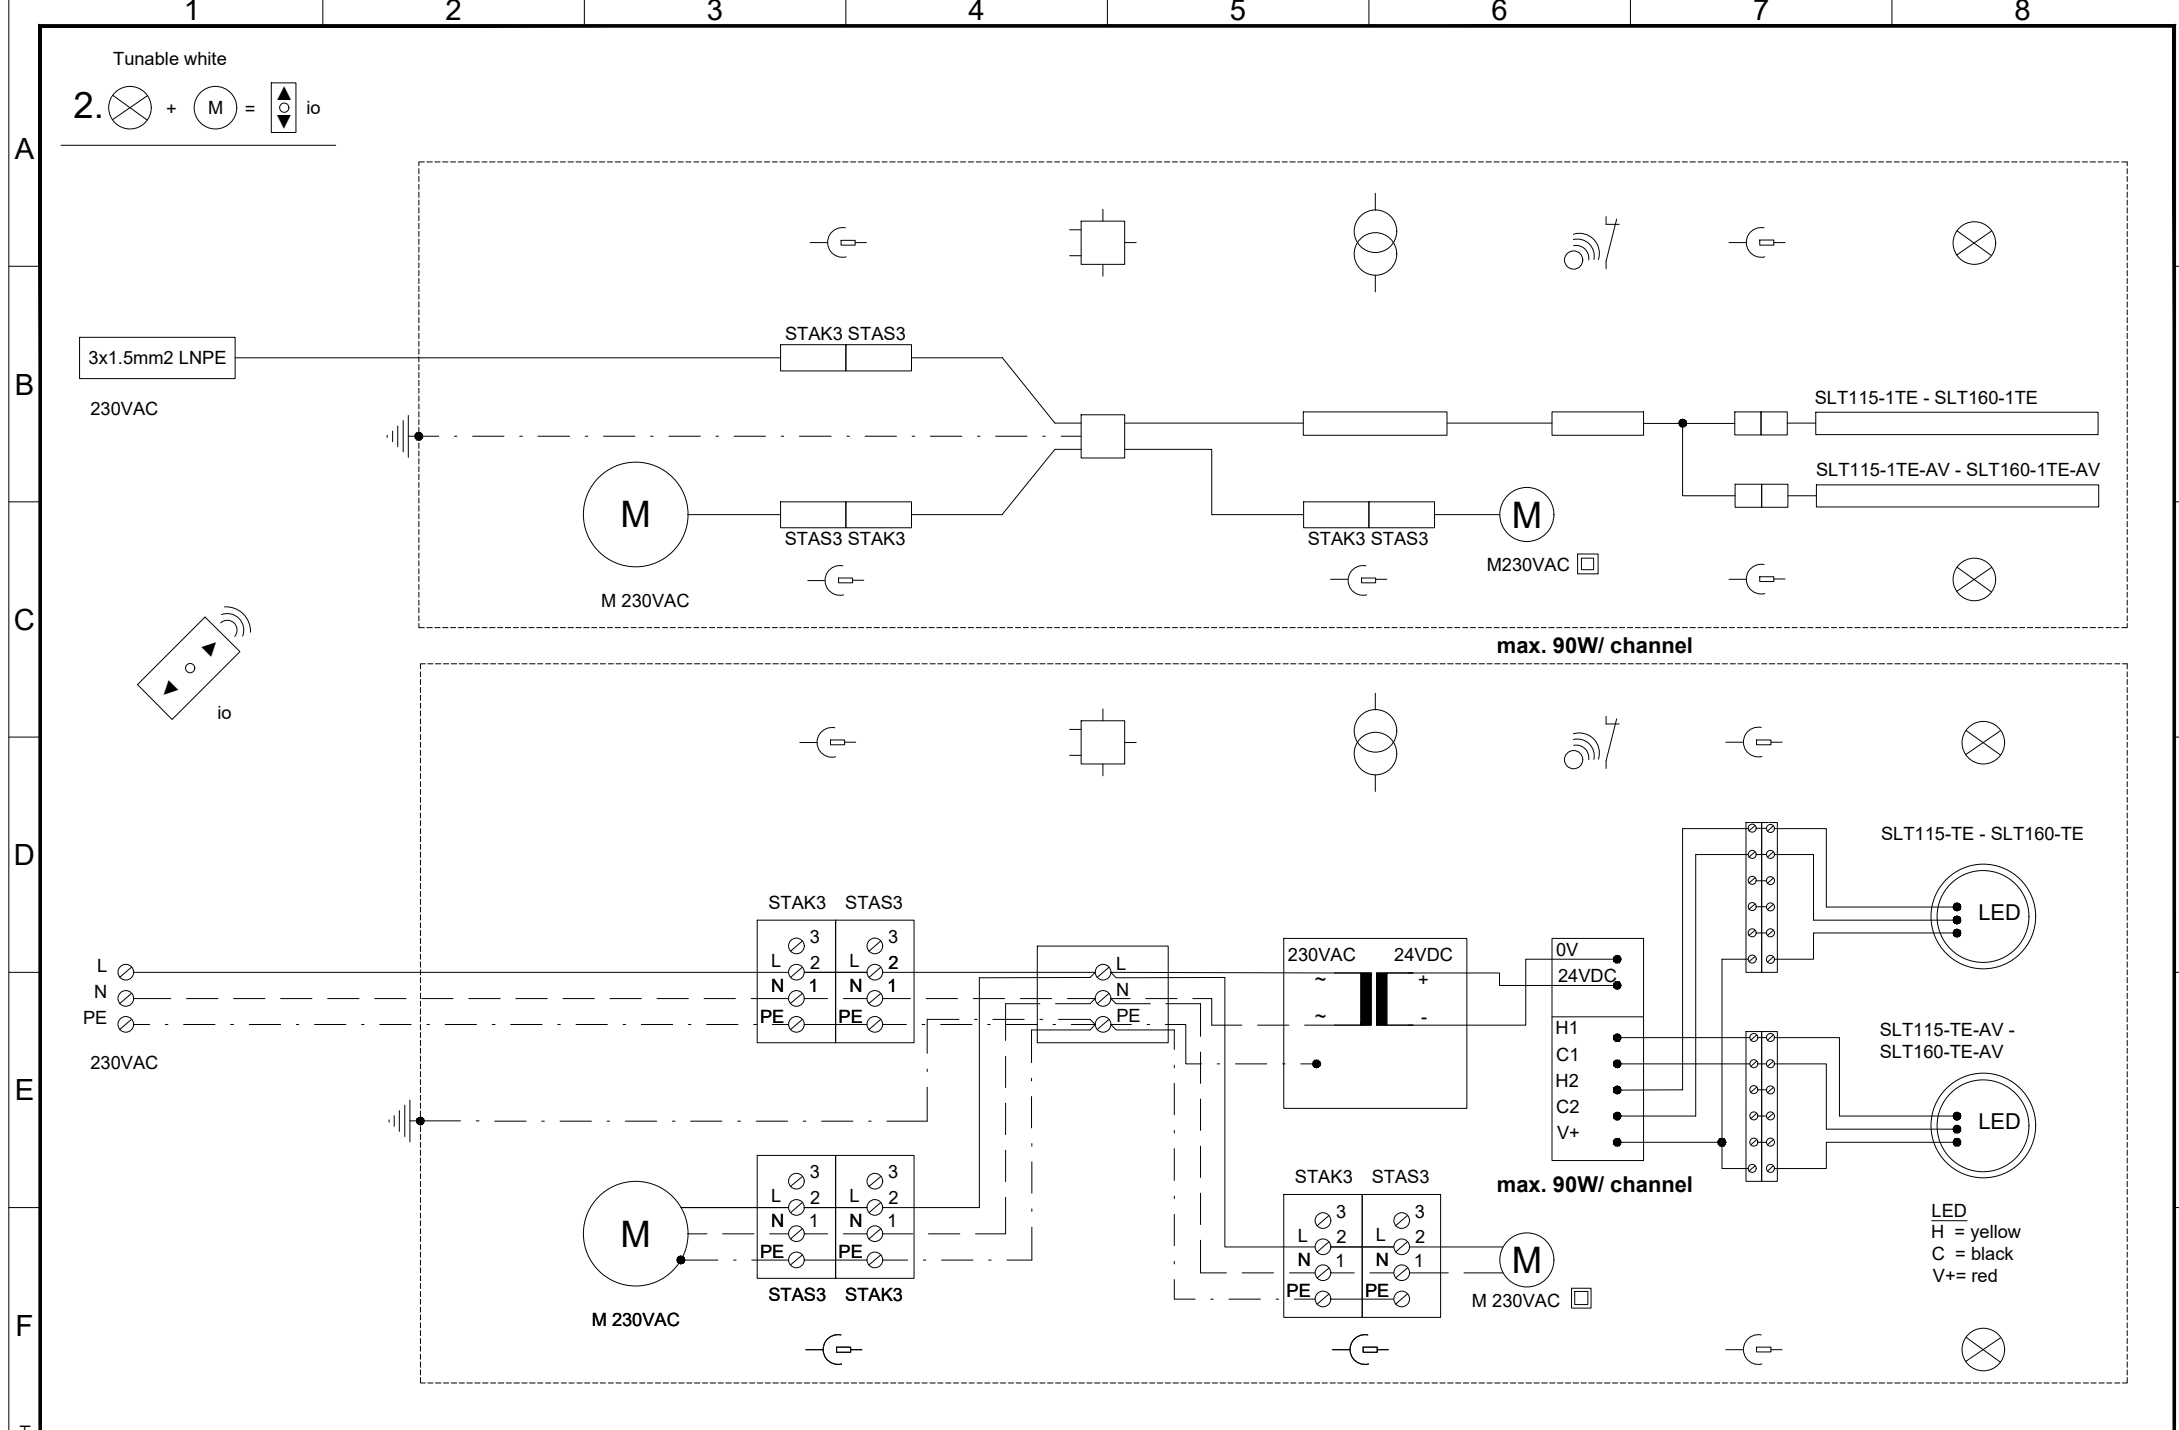 1 2 3 4 5 6 7 8
Tunable white
2. + M = io
A
STAK3 STAS3
3x1.5mm2 LNPE
B
230VAC
SLT115-1TE - SLT160-1TE
SLT115-1TE-AV - SLT160-1TE-AV
M
M
STAS3 STAK3
STAK3 STAS3
M230VAC
M 230VAC
C
max. 90W/ channel
io
D
SLT115-TE - SLT160-TE
LED
STAK3 STAS3
3 3
L 2 L 2
N 1 N 1
PE PE
L
N
PE
230VAC
L
N
PE
230VAC 24VDC
~ +
~ -
0V
24VDC
H1
C1
H2
C2
V+
SLT115-TE-AV -
SLT160-TE-AV
LED
E
max. 90W/ channel
M
3 3
L 2 L 2
N 1 N 1
PE PE
STAS3 STAK3
M 230VAC
STAK3 STAS3
3 3
L 2 L 2
N 1 N 1
PE PE
M
M 230VAC
LED
H = yellow
C = black
V+= red
F